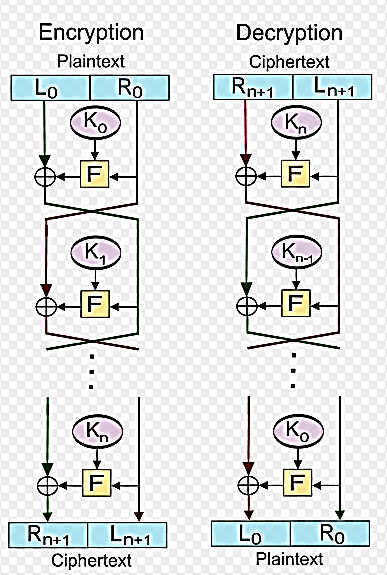 Encryption
Plaintext
L0 R0
K0
F
K1
F
Kn
F
Rn+1 Ln+1
Ciphertext
Decryption
Ciphertext
Rn+1 Ln+1
Kn
F
Kn-1
F
K0
F
L0 R0
Plaintext